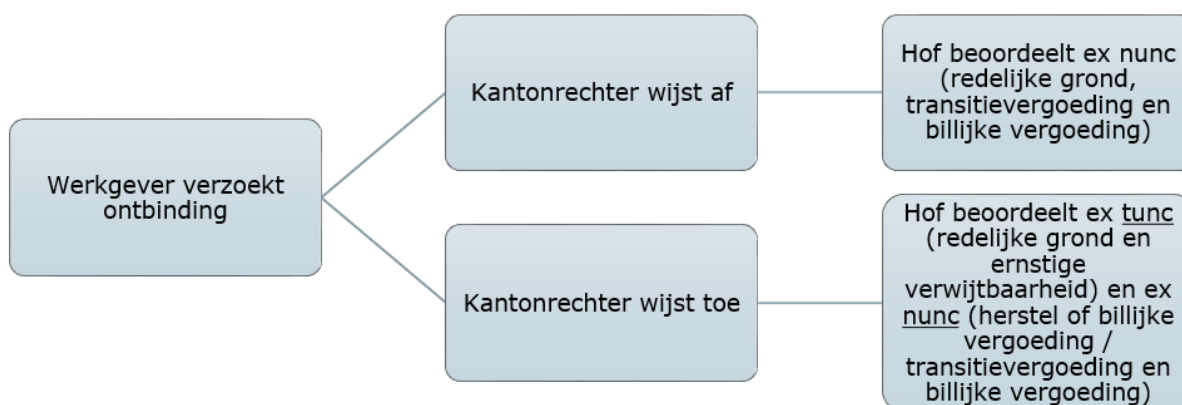 Werkgever verzoekt
ontbinding
Kantonrechter wijst af
Hof beoordeelt ex nunc
(redelijke grond,
transitievergoeding en
billijke vergoeding)
Kantonrechter wijst toe
Hof beoordeelt ex tunc
(redelijke grond en
ernstige
verwijtbaarheid) en ex
nunc (herstel of billijke
vergoeding /
transitievergoeding en
billijke vergoeding)